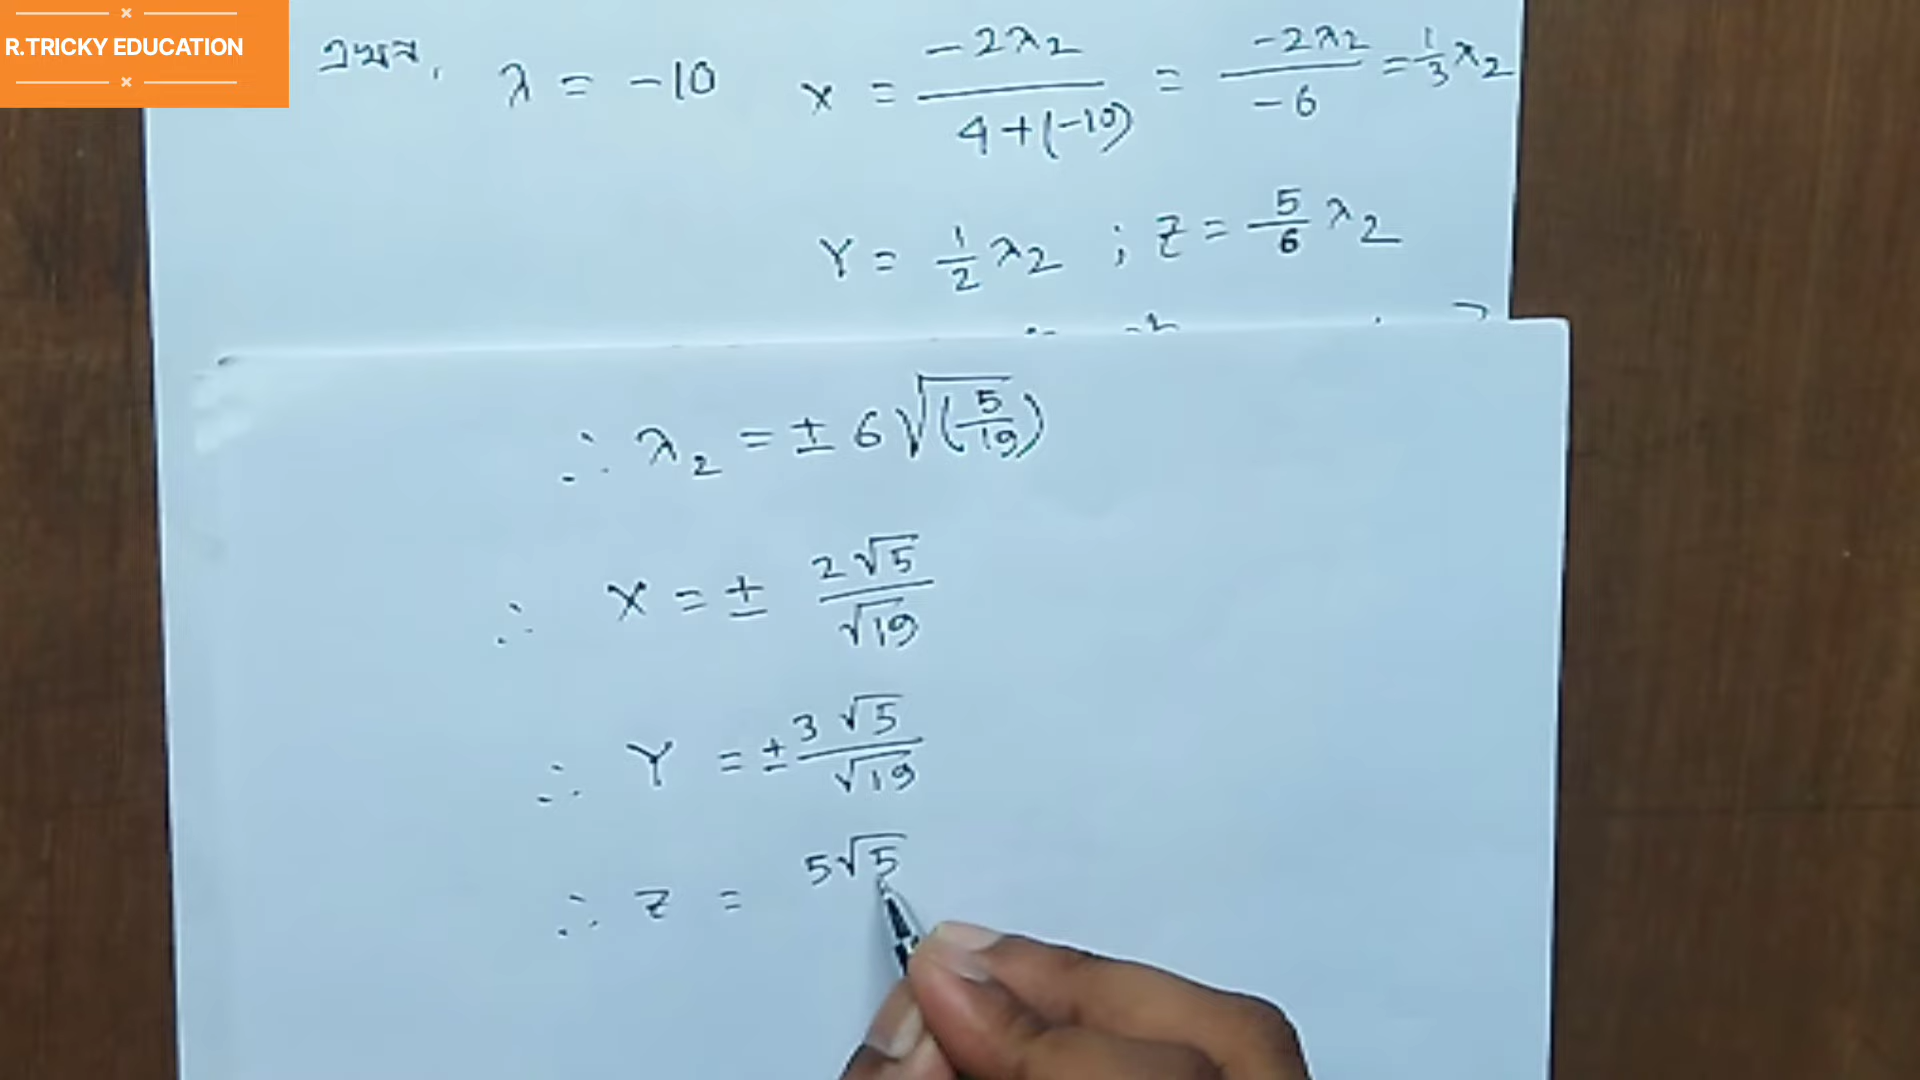 R.TRICKY EDUCATION
এখন, λ = -10 x = -2λ₂ / 4+(-10) = -2λ₂ / -6 = 1/3 λ₂
Y = 1/2 λ₂ ; Z = 5/6 λ₂
∴ λ₂ = ± 6√(5/19)
∴ X = ± 2√5 / √19
∴ Y = ± 3√5 / √19
∴ Z = 5√5